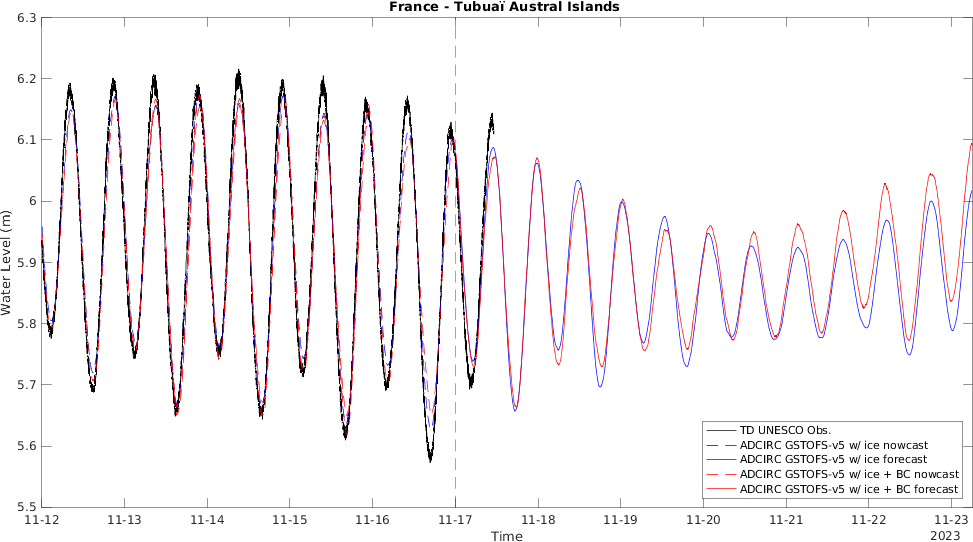 France - Tubuaï Austral Islands
6.3
6.2
6.1
6
5.9
5.8
5.7
5.6
5.5
Water Level (m)
TD UNESCO Obs.
ADCIRC GSTOFS-v5 w/ ice nowcast
ADCIRC GSTOFS-v5 w/ ice forecast
ADCIRC GSTOFS-v5 w/ ice + BC nowcast
ADCIRC GSTOFS-v5 w/ ice + BC forecast
11-12 11-13 11-14 11-15 11-16 11-17 11-18 11-19 11-20 11-21 11-22 11-23
Time 2023